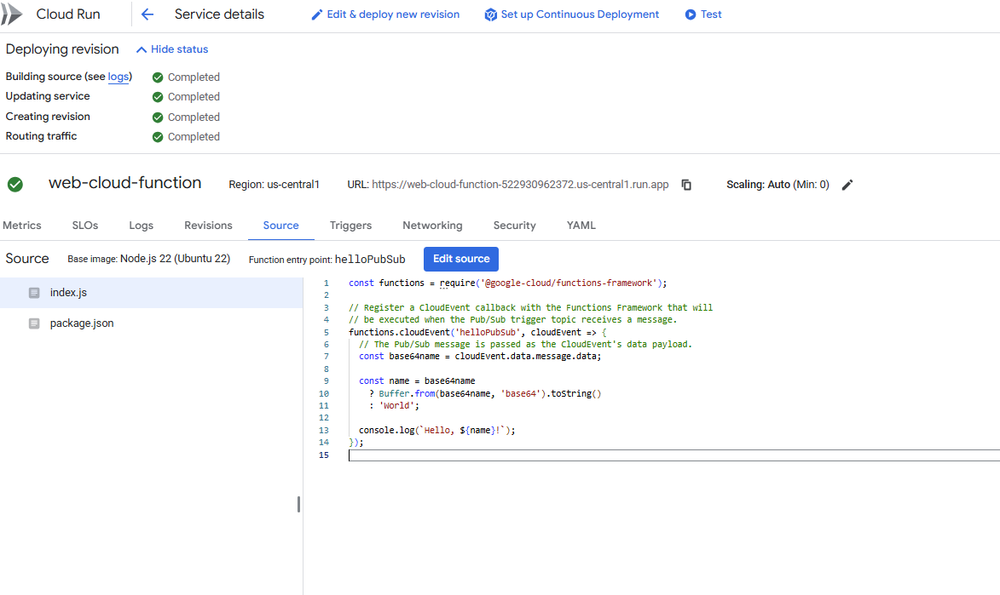 Cloud Run
Service details
Edit & deploy new revision
Set up Continuous Deployment
Test
Deploying revision
Hide status
Building source (see logs)
Completed
Updating service
Completed
Creating revision
Completed
Routing traffic
Completed
web-cloud-function
Region: us-central1
URL: https://web-cloud-function-522930962372.us-central1.run.app
Scaling: Auto (Min: 0)
Metrics
SLOs
Logs
Revisions
Source
Triggers
Networking
Security
YAML
Source
Base image: Node.js 22 (Ubuntu 22)
Function entry point: helloPubSub
Edit source
index.js
package.json
1 const functions = require('@google-cloud/functions-framework');
2
3 // Register a CloudEvent callback with the Functions Framework that will
4 // be executed when the Pub/Sub trigger topic receives a message.
5 functions.cloudEvent('helloPubSub', cloudEvent => {
6 // The Pub/Sub message is passed as the CloudEvent's data payload.
7 const base64name = cloudEvent.data.message.data;
8
9 const name = base64name
10 ? Buffer.from(base64name, 'base64').toString()
11 : 'World';
12
13 console.log(`Hello, ${name}!`);
14 });
15